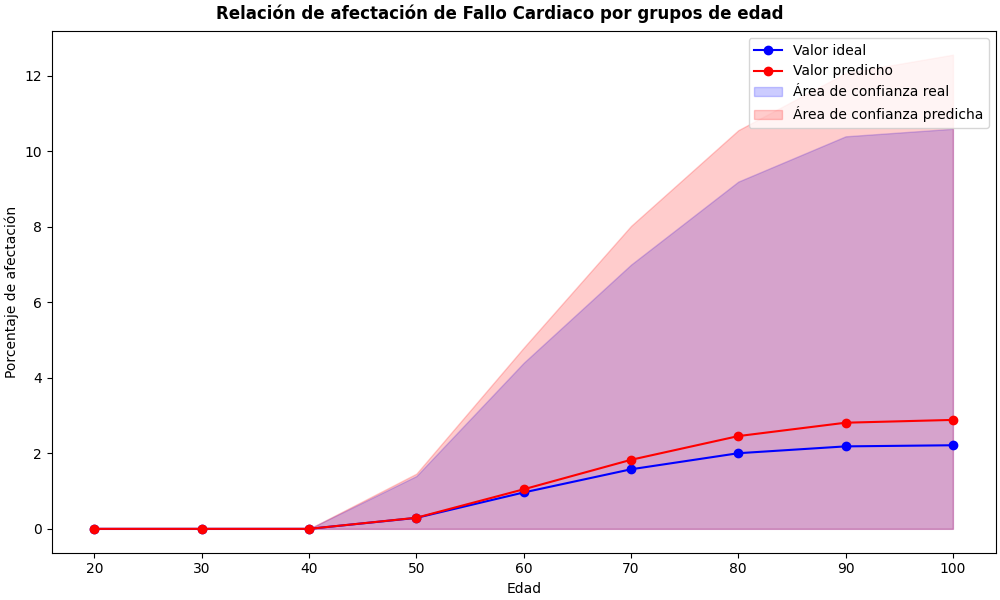 Relación de afectación de Fallo Cardiaco por grupos de edad
Valor ideal
Valor predicho
Área de confianza real
Área de confianza predicha
Porcentaje de afectación
12
10
8
6
4
2
0
20 30 40 50 60 70 80 90 100
Edad